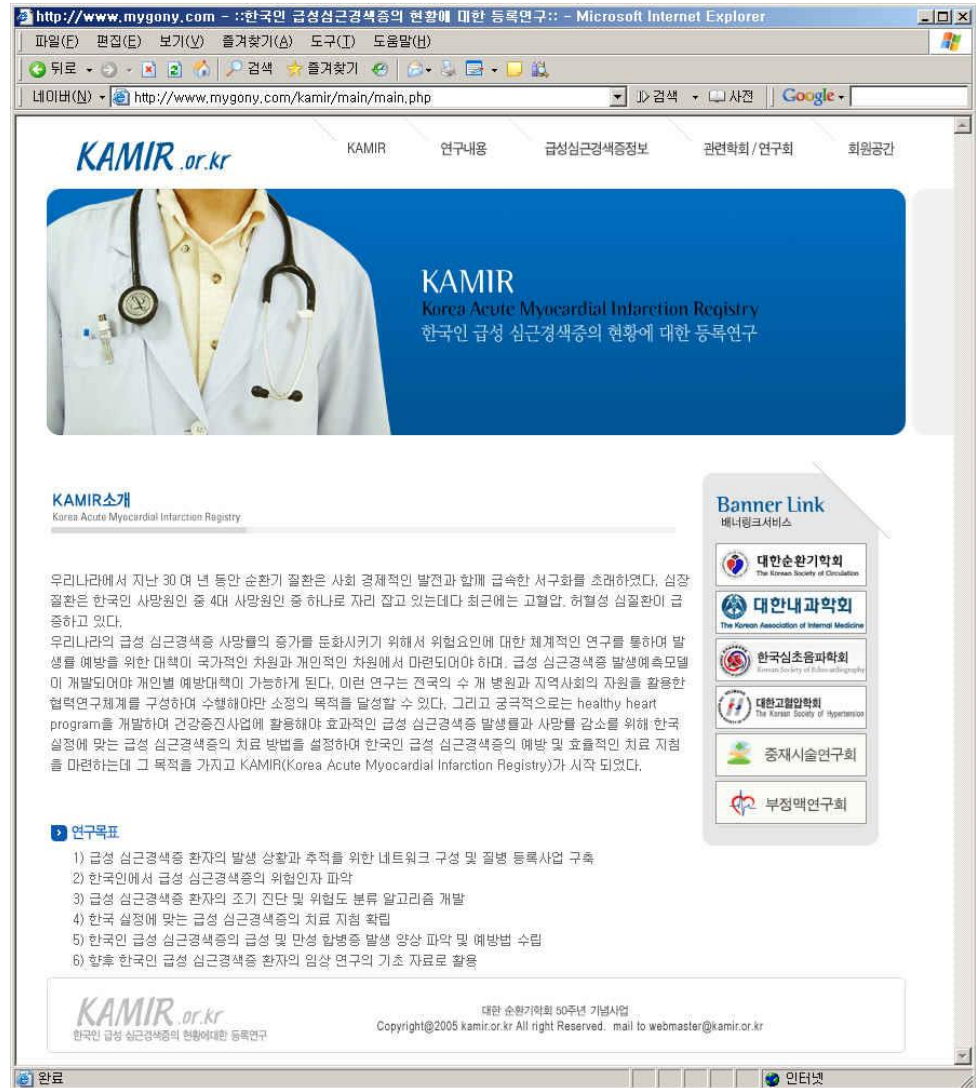 http://www.mygony.com - ::한국인 급성심근경색증의 현황에 대한 등록연구:: - Microsoft Internet Explorer
파일(F) 편집(E) 보기(V) 즐겨찾기(A) 도구(T) 도움말(H)
뒤로 검색 즐겨찾기
네이버(N) http://www.mygony.com/kamir/main/main.php 검색 사전 Google
KAMIR.or.kr
KAMIR 연구내용 급성심근경색증정보 관련학회/연구회 회원공간
KAMIR
Korea Acute Myocardial Infarction Registry
한국인 급성 심근경색증의 현황에 대한 등록연구
KAMIR소개
Korea Acute Myocardial Infarction Registry
우리나라에서 지난 30 여 년 동안 순환기 질환은 사회 경제적인 발전과 함께 급속한 서구화를 초래하였다. 심장
질환은 한국인 사망원인 중 4대 사망원인 중 하나로 자리 잡고 있는데다 최근에는 고혈압, 허혈성 심질환이 급
증하고 있다.
우리나라의 급성 심근경색증 사망률의 증가를 둔화시키기 위해서 위험요인에 대한 체계적인 연구를 통하여 발
생률 예방을 위한 대책이 국가적인 차원과 개인적인 차원에서 마련되어야 하며, 급성 심근경색증 발생예측모델
이 개발되어야 개인별 예방대책이 가능하게 된다. 이런 연구는 전국의 수 개 병원과 지역사회의 자원을 활용한
협력연구체계를 구성하여 수행해야만 소정의 목적을 달성할 수 있다. 그리고 궁극적으로는 healthy heart
program을 개발하여 건강증진사업에 활용해야 효과적인 급성 심근경색증 발생률과 사망률 감소를 위해 한국
실정에 맞는 급성 심근경색증의 치료 방법을 설정하여 한국인 급성 심근경색증의 예방 및 효율적인 치료 지침
을 마련하는데 그 목적을 가지고 KAMIR(Korea Acute Myocardial Infarction Registry)가 시작 되었다.
연구목표
1) 급성 심근경색증 환자의 발생 상황과 추적을 위한 네트워크 구성 및 질병 등록사업 구축
2) 한국인에서 급성 심근경색증의 위험인자 파악
3) 급성 심근경색증 환자의 조기 진단 및 위험도 분류 알고리즘 개발
4) 한국 실정에 맞는 급성 심근경색증의 치료 지침 확립
5) 한국인 급성 심근경색증의 급성 및 만성 합병증 발생 양상 파악 및 예방법 수립
6) 향후 한국인 급성 심근경색증 환자의 임상 연구의 기초 자료로 활용
Banner Link
배너링크서비스
대한순환기학회
The Korean Society of Circulation
대한내과학회
The Korean Association of Internal Medicine
한국심초음파학회
Korean Society of Echocardiography
대한고혈압학회
The Korean Society of Hypertension
중재시술연구회
부정맥연구회
KAMIR.or.kr
한국인 급성 심근경색증의 현황에대한 등록연구
대한 순환기학회 50주년 기념사업
Copyright@2005 kamir.or.kr All right Reserved. mail to webmaster@kamir.or.kr
완료 인터넷